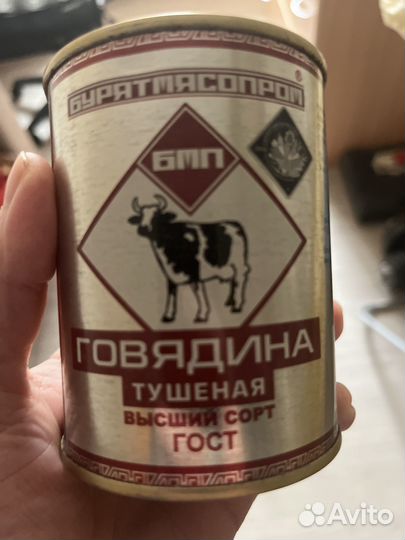 БУРЯТМЯСОПРОМ®
БМП
ГОВЯДИНА
ТУШЕНАЯ
ВЫСШИЙ СОРТ
ГОСТ
Avito